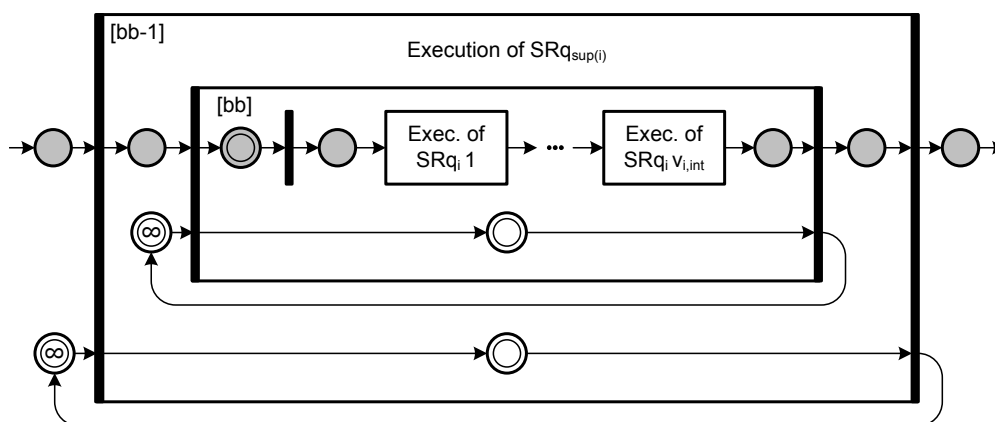 [bb-1]
Execution of SRq_sup(i)
[bb]
Exec. of
SRq_i 1
...
Exec. of
SRq_i v_i,int
∞
∞